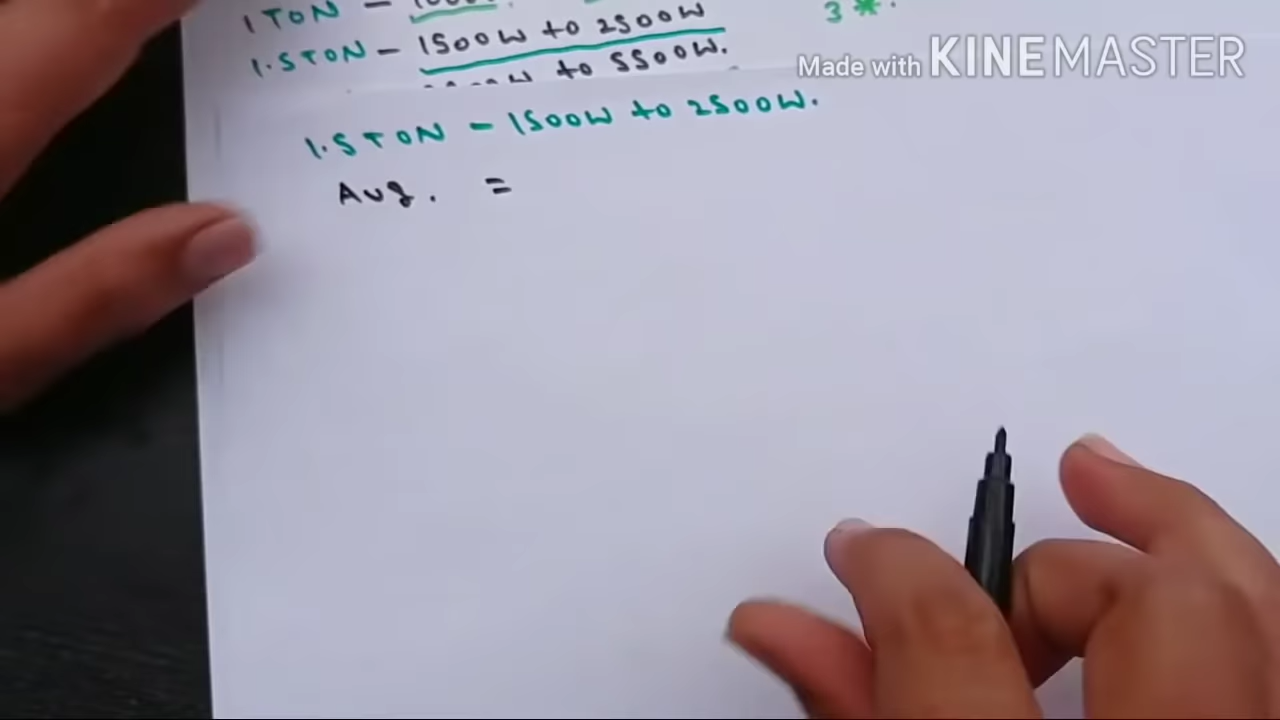 1 TON -
1.5 TON - 1500W to 2500W
3 *.
to 5500W.
Made with KINEMASTER
1.5 TON - 1500W to 2500W.
Avg. =